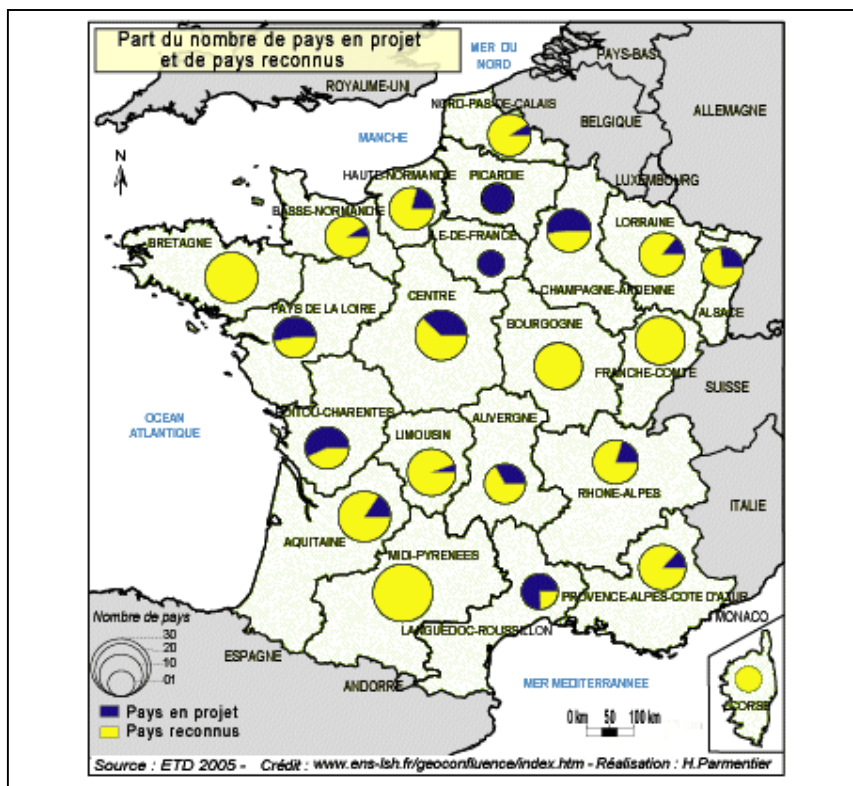 Part du nombre de pays en projet
et de pays reconnus
MER DU
NORD
PAYS-BAS
ROYAUME-UNI
ALLEMAGNE
NORD-PAS-DE-CALAIS
BELGIQUE
MANCHE
N
HAUTE-NORMANDIE
PICARDIE
LUXEMBOURG
BASSE-NORMANDIE
LORRAINE
BRETAGNE
ILE-DE-FRANCE
CHAMPAGNE-ARDENNE
PAYS DE LA LOIRE
CENTRE
ALSACE
BOURGOGNE
FRANCHE-COMTE
SUISSE
OCEAN
ATLANTIQUE
POITOU-CHARENTES
AUVERGNE
LIMOUSIN
RHONE-ALPES
ITALIE
AQUITAINE
MIDI-PYRENEES
PROVENCE-ALPES-COTE D'AZUR
MONACO
Nombre de pays
30
20
10
01
LANGUEDOC-ROUSSILLON
ESPAGNE
ANDORRE
MER MEDITERRANNEE
CORSE
Pays en projet
Pays reconnus
0 km 50 100 km
Source : ETD 2005 - Crédit : www.ens-lsh.fr/geoconfluence/index.htm - Réalisation : H.Parmentier